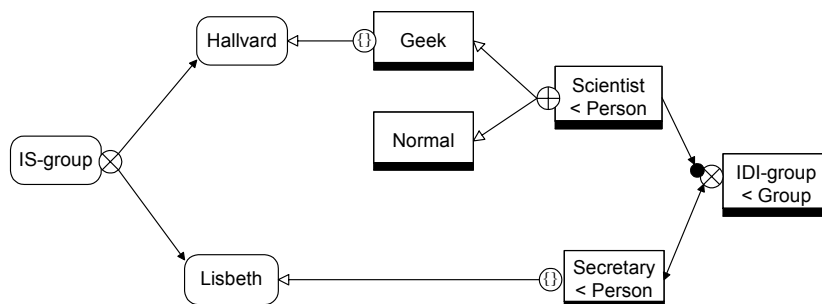 Hallvard
{}
Geek
Scientist
< Person
Normal
IS-group
IDI-group
< Group
Lisbeth
{}
Secretary
< Person